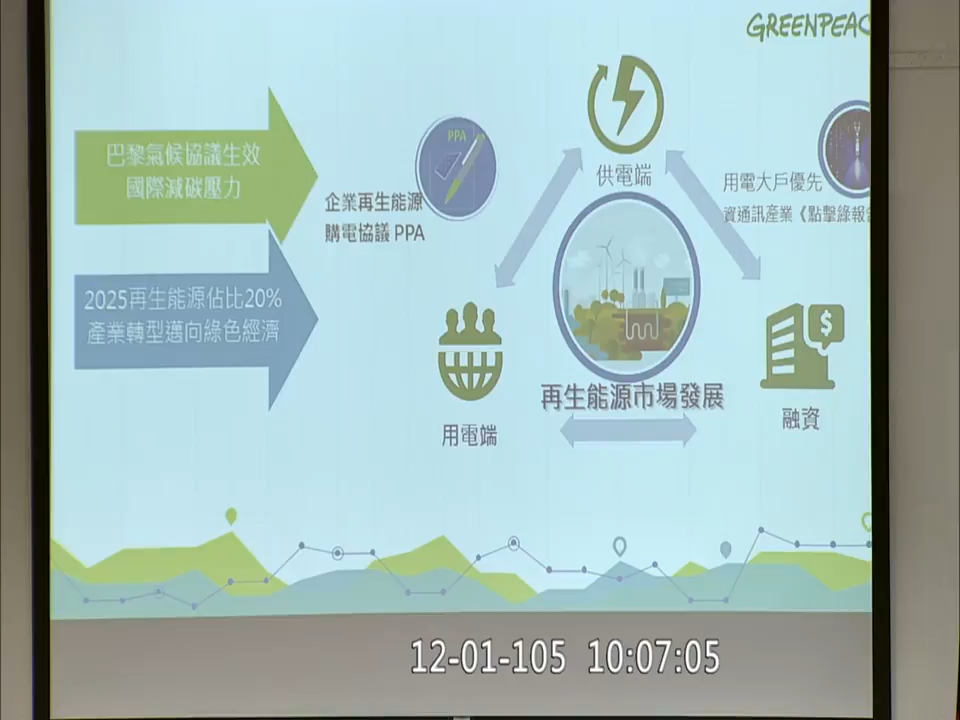 GREENPEAC
巴黎氣候協議生效
國際減碳壓力
2025再生能源佔比20%
產業轉型邁向綠色經濟
PPA
企業再生能源
購電協議 PPA
供電端
用電大戶優先
資通訊產業《點擊綠報告
$
再生能源市場發展
用電端
融資
12-01-105 10:07:05